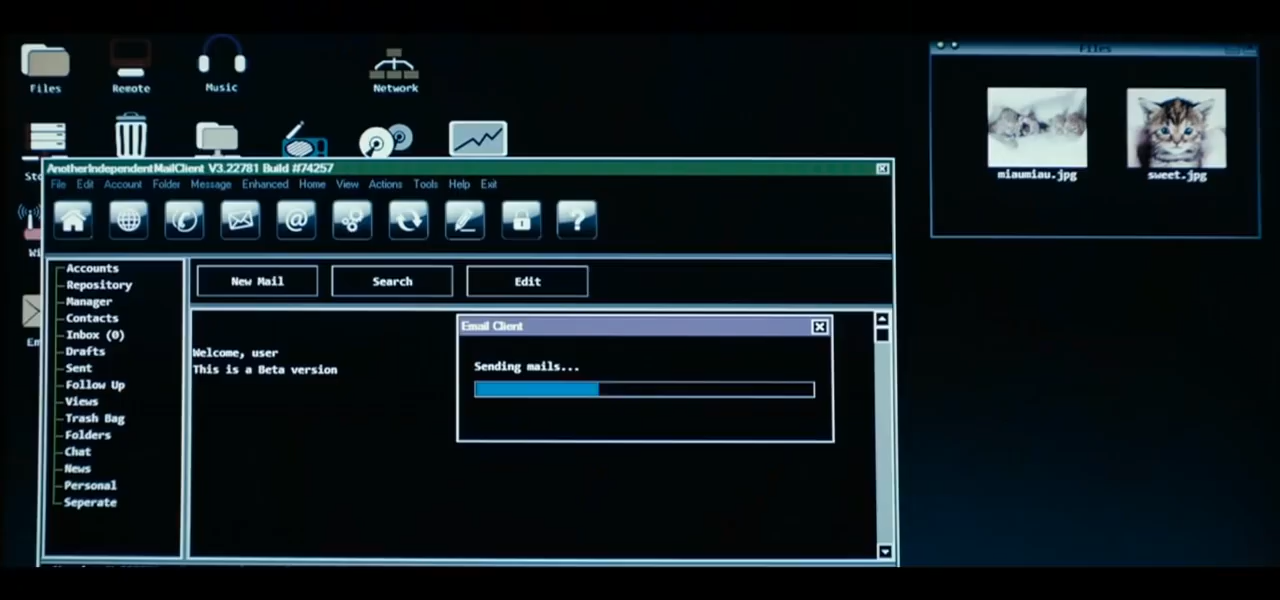 Files
Remote
Music
Network
Files
miaumiau.jpg
sweet.jpg
AnotherIndependentMailClient V3.22781 Build #74257
File Edit Account Folder Message Enhanced Home View Actions Tools Help Exit
Accounts
Repository
Manager
Contacts
Inbox (0)
Drafts
Sent
Follow Up
Views
Trash Bag
Folders
Chat
News
Personal
Seperate
New Mail
Search
Edit
Welcome, user
This is a Beta version
Email Client
Sending mails...